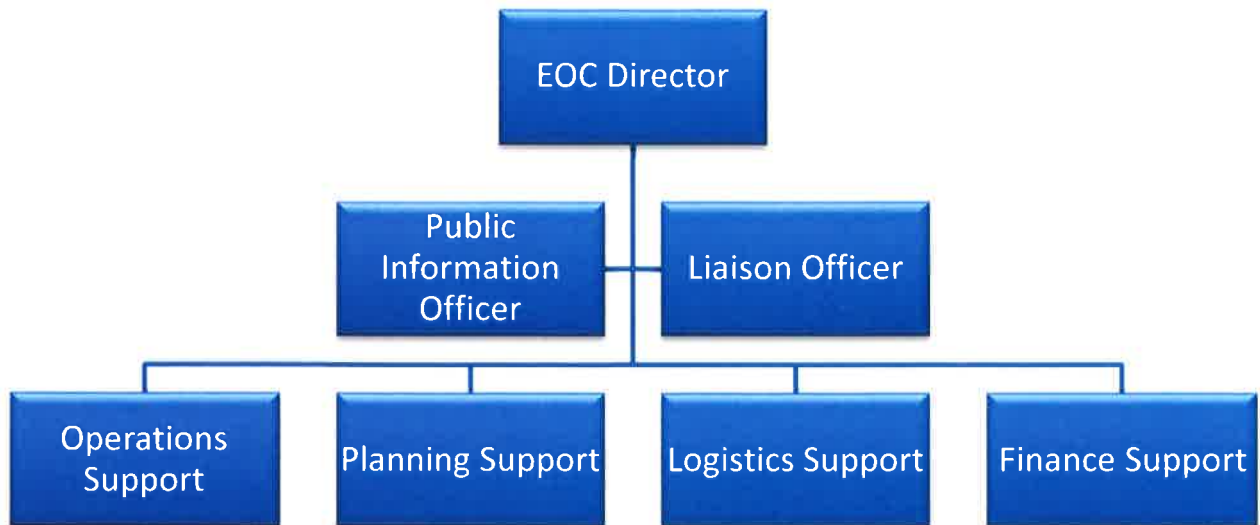 EOC Director
Public
Information
Officer
Liaison Officer
Operations
Support
Planning Support
Logistics Support
Finance Support